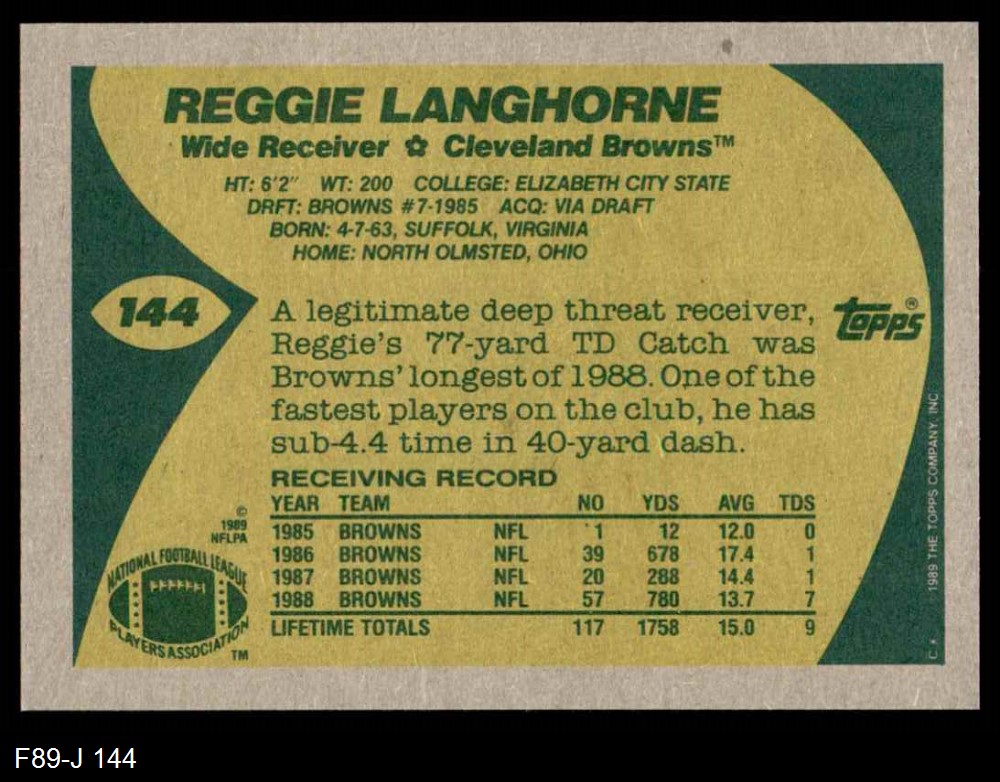 REGGIE LANGHORNE
Wide Receiver ✿ Cleveland Browns™
HT: 6'2" WT: 200 COLLEGE: ELIZABETH CITY STATE
DRFT: BROWNS #7-1985 ACQ: VIA DRAFT
BORN: 4-7-63, SUFFOLK, VIRGINIA
HOME: NORTH OLMSTED, OHIO
144
A legitimate deep threat receiver,
Reggie's 77-yard TD Catch was
Browns' longest of 1988. One of the
fastest players on the club, he has
sub-4.4 time in 40-yard dash.
topps®
RECEIVING RECORD
YEAR TEAM NO YDS AVG TDS
1985 BROWNS NFL 1 12 12.0 0
1986 BROWNS NFL 39 678 17.4 1
1987 BROWNS NFL 20 288 14.4 1
1988 BROWNS NFL 57 780 13.7 7
LIFETIME TOTALS 117 1758 15.0 9
©
1989
NFLPA
NATIONAL FOOTBALL LEAGUE
PLAYERS ASSOCIATION
TM
1989 THE TOPPS COMPANY, INC.
F89-J 144